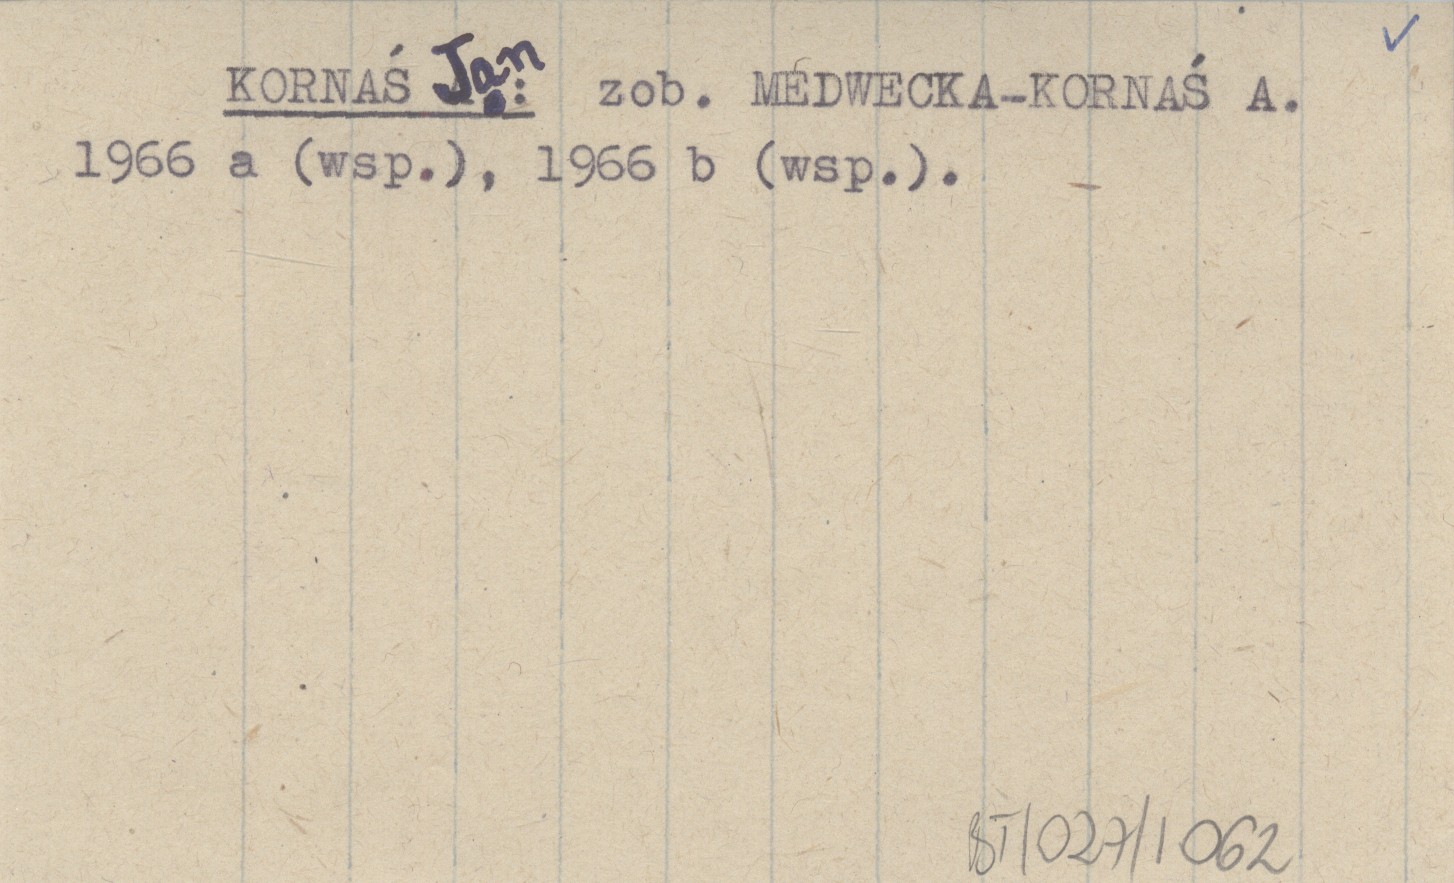 KORNAŚ Jan: zob. MEDWECKA-KORNAŚ A.
1966 a (wsp.), 1966 b (wsp.).
BT/027/1062